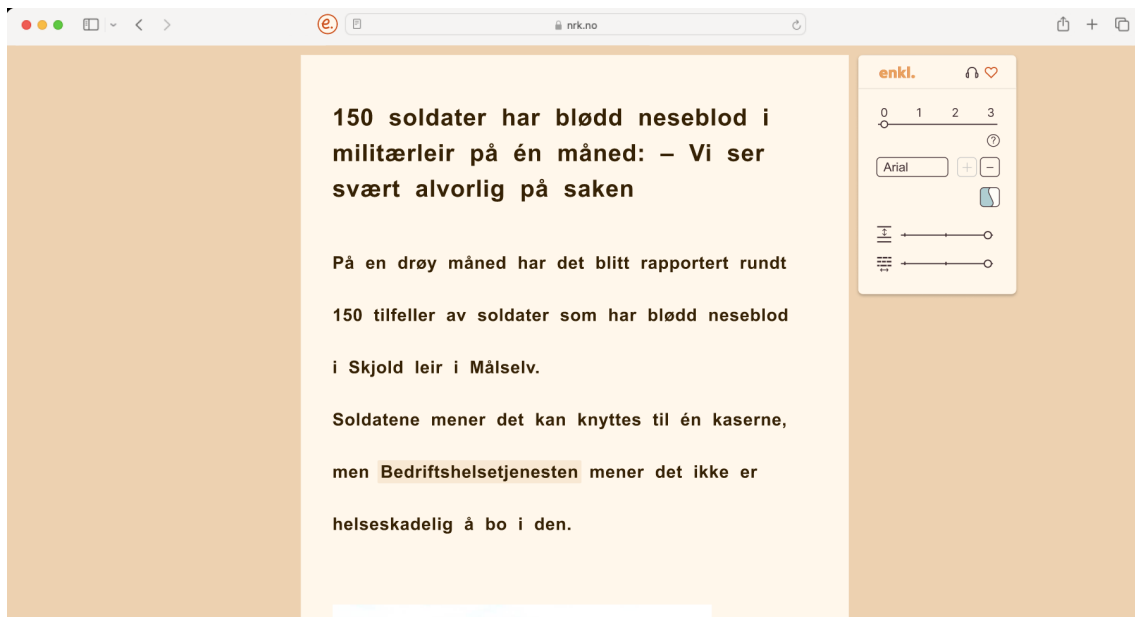 e.
nrk.no
enkl.
0 1 2 3
?
Arial + −
150 soldater har blødd neseblod i
militærleir på én måned: – Vi ser
svært alvorlig på saken
På en drøy måned har det blitt rapportert rundt
150 tilfeller av soldater som har blødd neseblod
i Skjold leir i Målselv.
Soldatene mener det kan knyttes til én kaserne,
men Bedriftshelsetjenesten mener det ikke er
helseskadelig å bo i den.